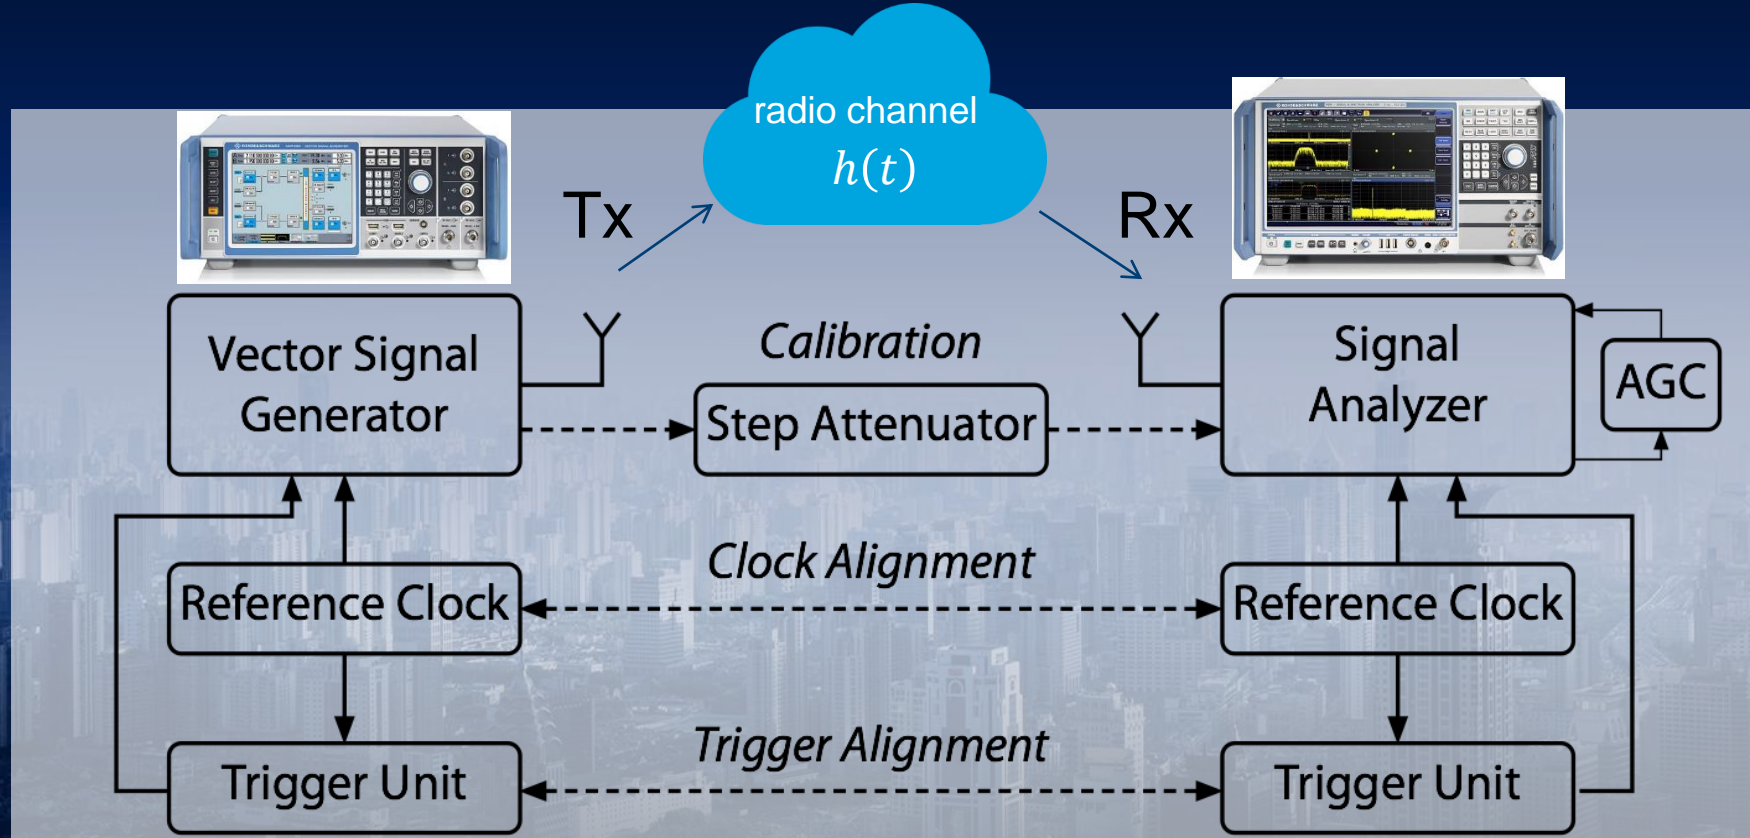 radio channel
h(t)
Tx
Rx
Vector Signal
Generator
Calibration
Step Attenuator
Signal
Analyzer
AGC
Clock Alignment
Reference Clock
Reference Clock
Trigger Alignment
Trigger Unit
Trigger Unit